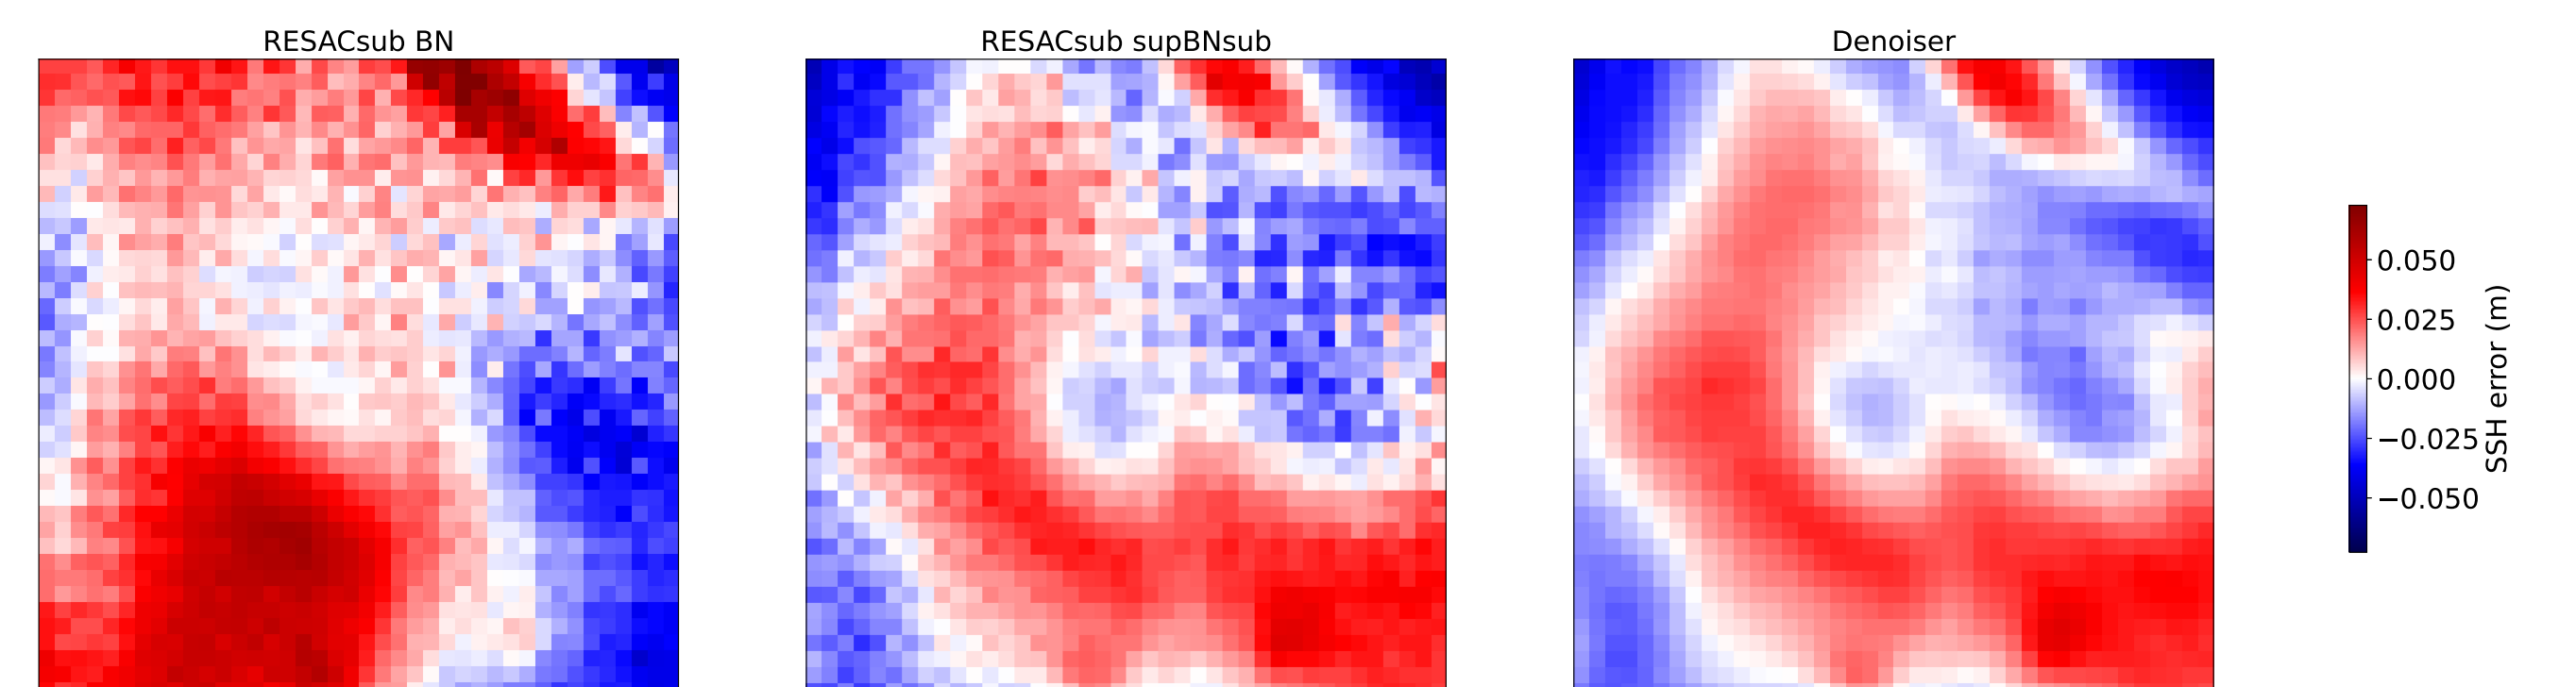 RESACsub BN
RESACsub supBNsub
Denoiser
0.050
0.025
0.000
−0.025
−0.050
SSH error (m)